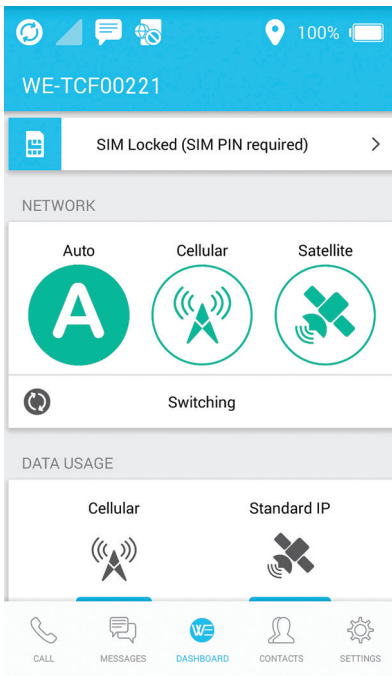 100%
WE-TCF00221
SIM Locked (SIM PIN required)
NETWORK
Auto Cellular Satellite
A
Switching
DATA USAGE
Cellular Standard IP
WE
CALL MESSAGES DASHBOARD CONTACTS SETTINGS